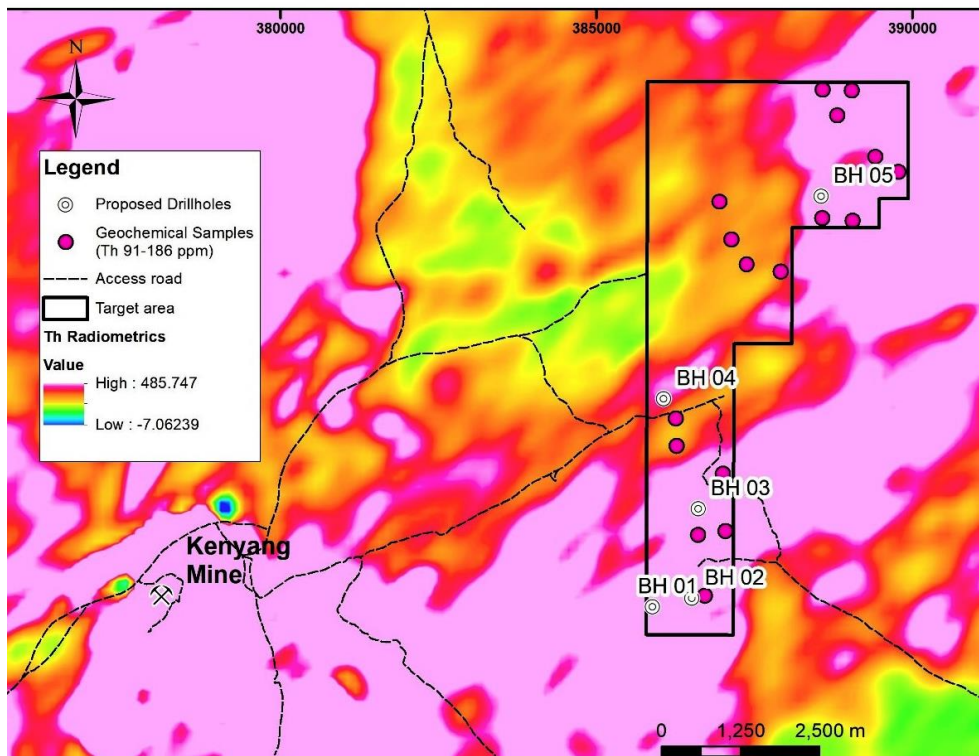 380000
385000
390000
N
Legend
Proposed Drillholes
Geochemical Samples
(Th 91-186 ppm)
Access road
Target area
Th Radiometrics
Value
High : 485.747
Low : -7.06239
BH 05
BH 04
BH 03
BH 01
BH 02
Kenyang
Mine
0
1,250
2,500 m